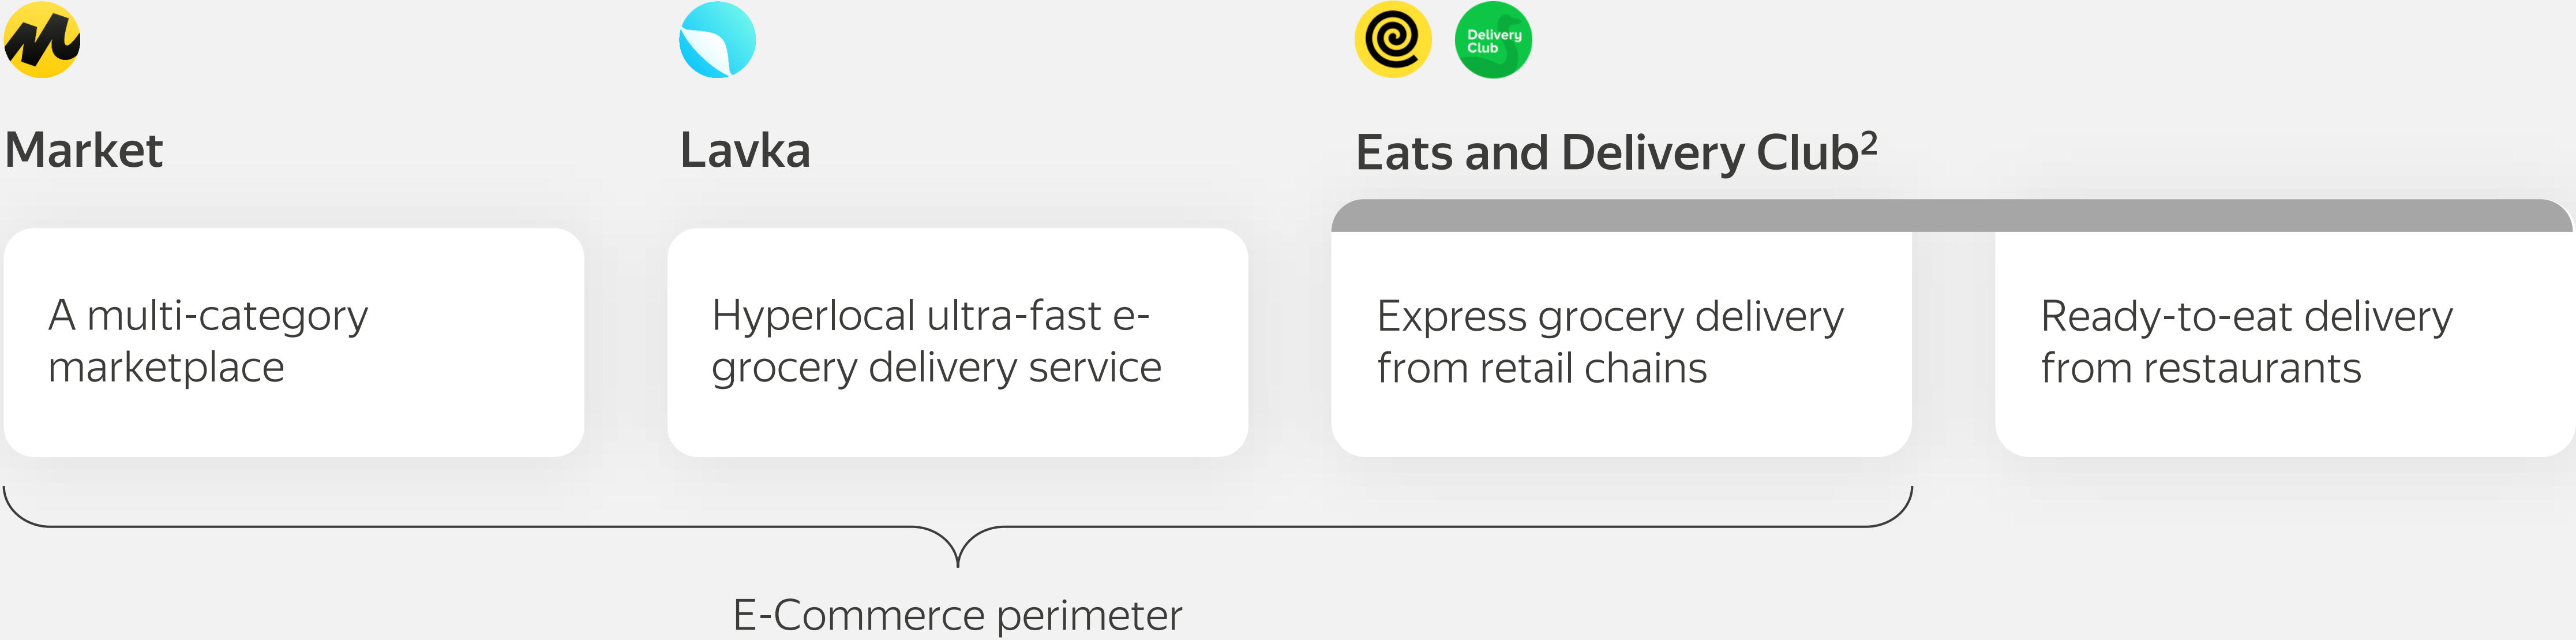 Delivery
Club
Market
Lavka
Eats and Delivery Club²
A multi-category
marketplace
Hyperlocal ultra-fast e-
grocery delivery service
Express grocery delivery
from retail chains
Ready-to-eat delivery
from restaurants
E-Commerce perimeter